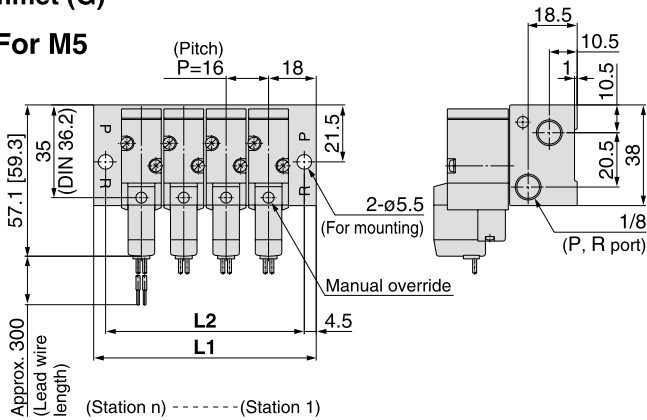 For M5
(Pitch)
P=16
18
18.5
10.5
1
10.5
20.5
38
21.5
35
(DIN 36.2)
57.1 [59.3]
P
R
P
R
2-ø5.5
(For mounting)
1/8
(P, R port)
Manual override
L2
4.5
L1
Approx. 300
(Lead wire
length)
(Station n) - - - - - - - (Station 1)